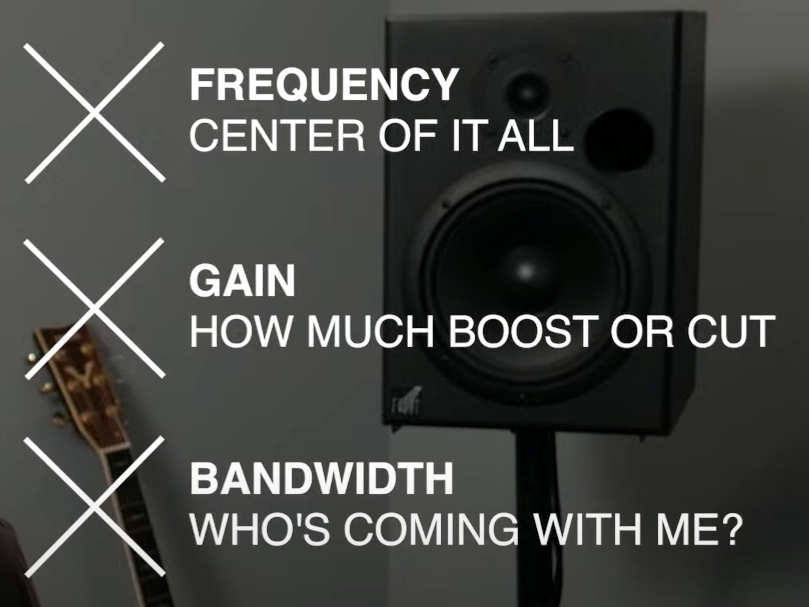 FREQUENCY
CENTER OF IT ALL
GAIN
HOW MUCH BOOST OR CUT
BANDWIDTH
WHO'S COMING WITH ME?